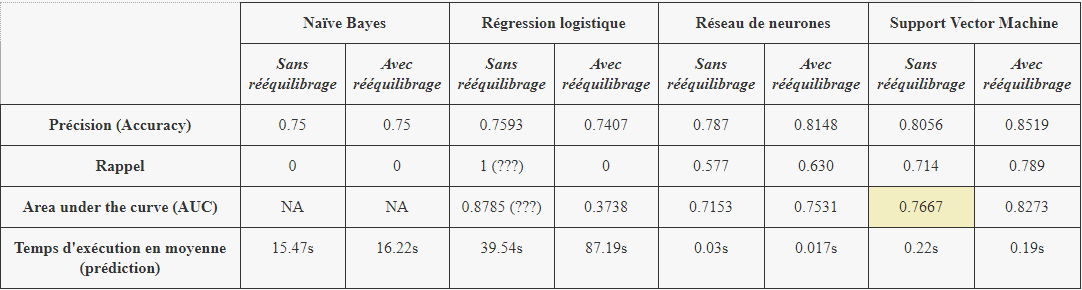 Naïve Bayes Régression logistique Réseau de neurones Support Vector Machine
Sans Avec Sans Avec Sans Avec Sans Avec
rééquilibrage rééquilibrage rééquilibrage rééquilibrage rééquilibrage rééquilibrage rééquilibrage rééquilibrage
Précision (Accuracy) 0.75 0.75 0.7593 0.7407 0.787 0.8148 0.8056 0.8519
Rappel 0 0 1 (???) 0 0.577 0.630 0.714 0.789
Area under the curve (AUC) NA NA 0.8785 (???) 0.3738 0.7153 0.7531 0.7667 0.8273
Temps d'exécution en moyenne 15.47s 16.22s 39.54s 87.19s 0.03s 0.017s 0.22s 0.19s
(prédiction)